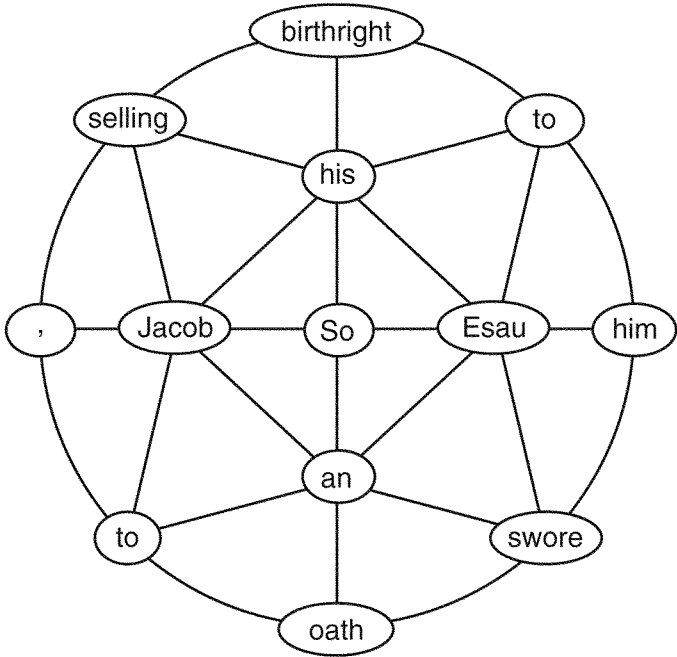 birthright
selling to
his
, Jacob So Esau him
an
to swore
oath